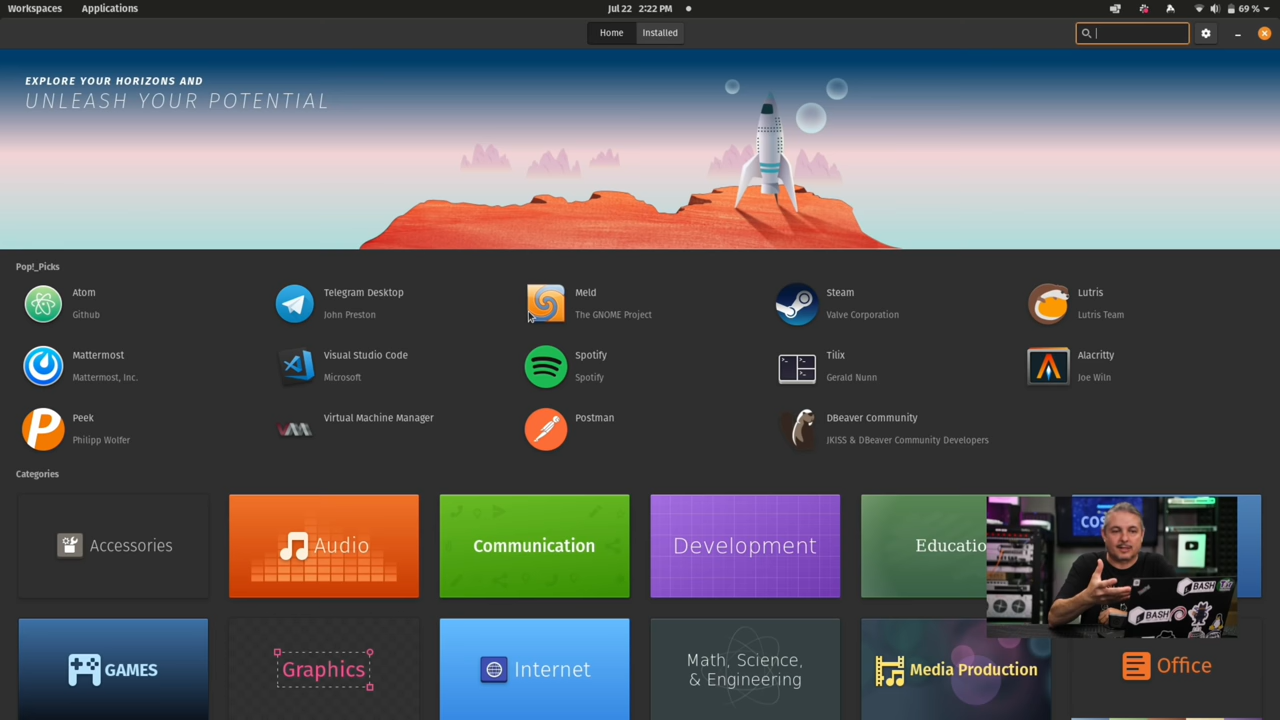 Workspaces Applications Jul 22 2:22 PM 69 %
Home Installed
EXPLORE YOUR HORIZONS AND
UNLEASH YOUR POTENTIAL
Pop!_Picks
Atom
Github
Telegram Desktop
John Preston
Meld
The GNOME Project
Steam
Valve Corporation
Lutris
Lutris Team
Mattermost
Mattermost, Inc.
Visual Studio Code
Microsoft
Spotify
Spotify
Tilix
Gerald Nunn
Alacritty
Joe Wiln
Peek
Philipp Wolfer
Virtual Machine Manager
Postman
DBeaver Community
JKISS & DBeaver Community Developers
Categories
Accessories
Audio
Communication
Development
Educatio
COS
BASH
BASH
GAMES
Graphics
Internet
Math, Science,
& Engineering
Media Production
Office